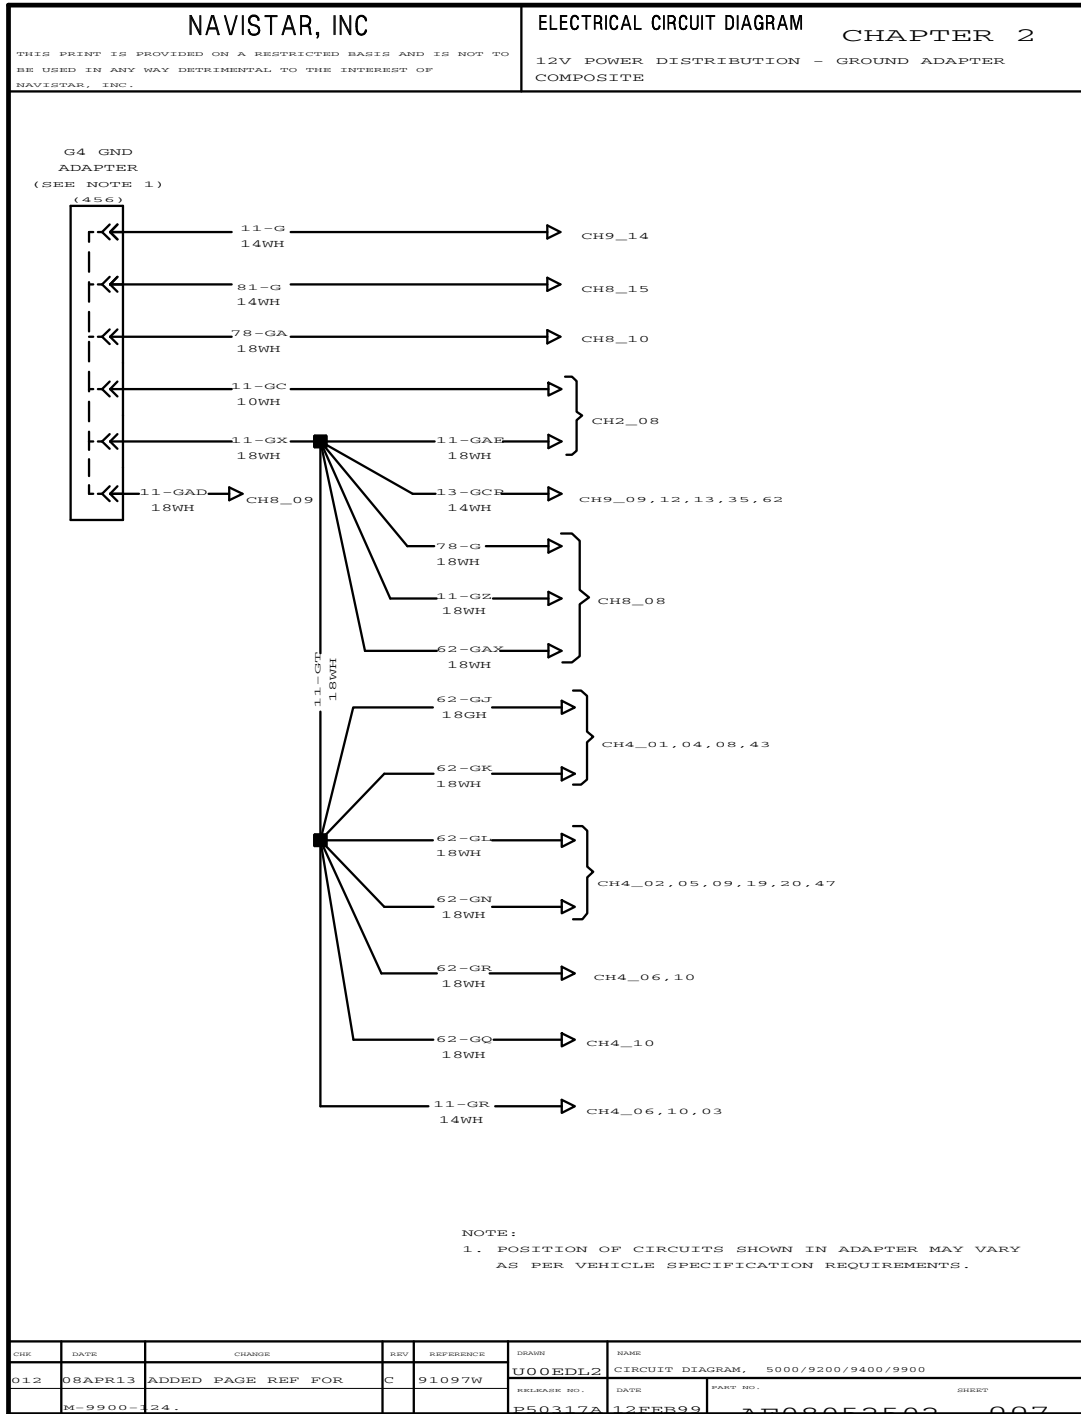 NAVISTAR, INC
THIS PRINT IS PROVIDED ON A RESTRICTED BASIS AND IS NOT TO
BE USED IN ANY WAY DETRIMENTAL TO THE INTEREST OF
NAVISTAR, INC.
ELECTRICAL CIRCUIT DIAGRAM
CHAPTER 2
12V POWER DISTRIBUTION - GROUND ADAPTER
COMPOSITE
G4 GND
ADAPTER
(SEE NOTE 1)
(456)
11-G
14WH
CH9_14
81-G
14WH
CH8_15
78-GA
18WH
CH8_10
11-GC
10WH
CH2_08
11-GX
18WH
11-GAE
18WH
11-GAD
18WH
CH8_09
13-GCB
14WH
CH9_09,12,13,35,62
78-G
18WH
11-GZ
18WH
CH8_08
62-GAX
18WH
11-GT
18WH
62-GJ
18GH
CH4_01,04,08,43
62-GK
18WH
62-GL
18WH
CH4_02,05,09,19,20,47
62-GN
18WH
62-GR
18WH
CH4_06,10
62-GQ
18WH
CH4_10
11-GR
14WH
CH4_06,10,03
NOTE:
1. POSITION OF CIRCUITS SHOWN IN ADAPTER MAY VARY
AS PER VEHICLE SPECIFICATION REQUIREMENTS.
CHK DATE CHANGE REV REFERENCE DRAWN NAME
012 08APR13 ADDED PAGE REF FOR C 91097W U00EDL2 CIRCUIT DIAGRAM, 5000/9200/9400/9900
RELEASE NO. DATE PART NO. SHEET
M-9900-124. P50317A 12FEB99 007